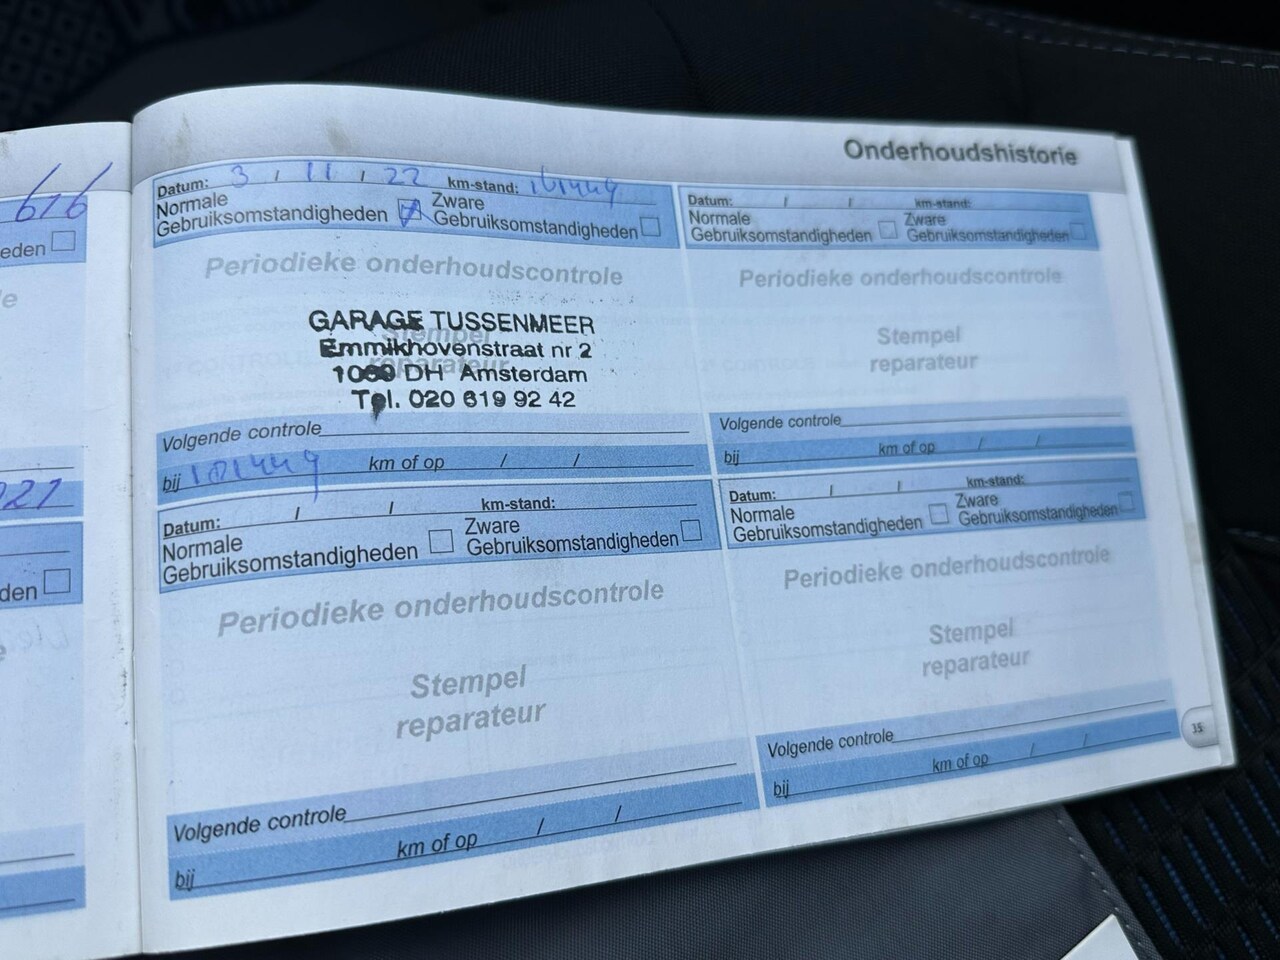 Onderhoudshistorie
616
eden
021
den
Datum: 3 / 11 / 22 km-stand: 101449
Normale Gebruiksomstandigheden
Zware Gebruiksomstandigheden
Periodieke onderhoudscontrole
Stempel
reparateur
GARAGE TUSSENMEER
Emmikhovenstraat nr 2
DH Amsterdam
Tel. 020 619 92 42
Volgende controle
bij 101449 km of op / /
Datum: / / km-stand:
Normale Gebruiksomstandigheden
Zware Gebruiksomstandigheden
Periodieke onderhoudscontrole
Stempel
reparateur
Volgende controle
bij km of op / /
Datum: / / km-stand:
Normale Gebruiksomstandigheden
Zware Gebruiksomstandigheden
Periodieke onderhoudscontrole
Stempel
reparateur
Volgende controle
bij km of op / /
Datum: / / km-stand:
Normale Gebruiksomstandigheden
Zware Gebruiksomstandigheden
Periodieke onderhoudscontrole
Stempel
reparateur
Volgende controle
bij km of op / /
35